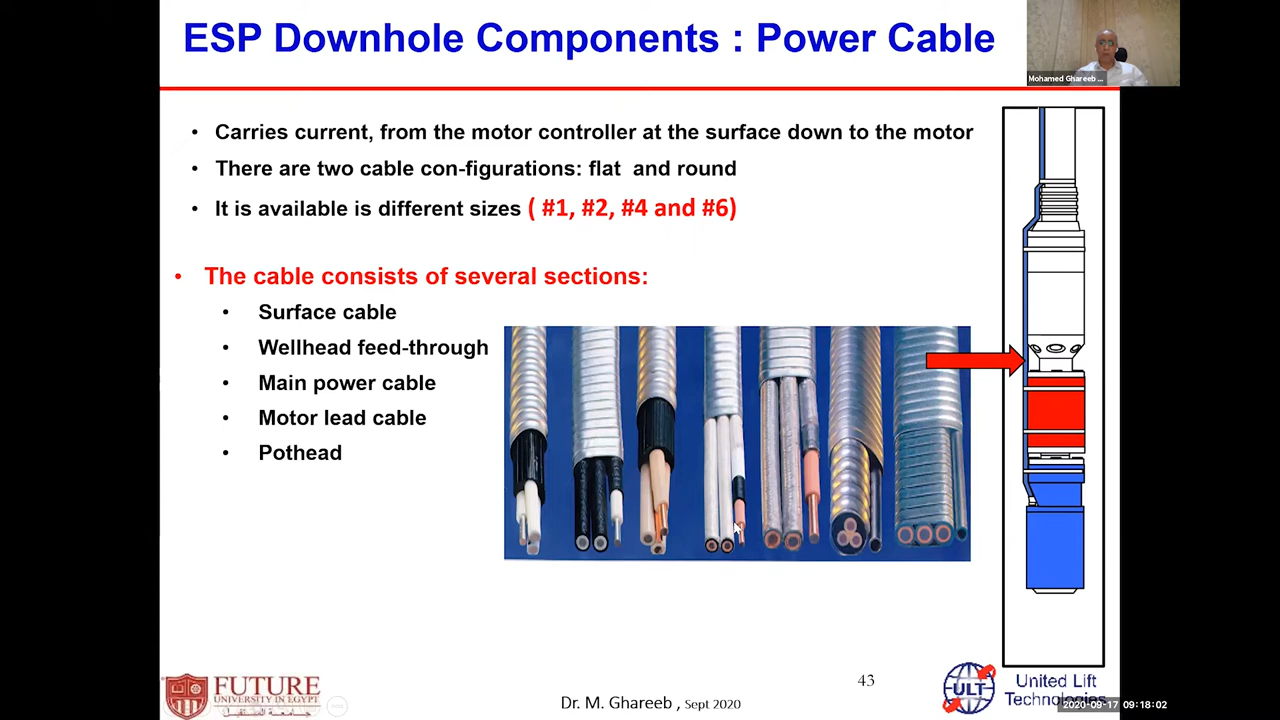 ESP Downhole Components : Power Cable
Mohamed Ghareeb ...
• Carries current, from the motor controller at the surface down to the motor
• There are two cable con-figurations: flat  and round
• It is available is different sizes ( #1, #2, #4 and #6)
• The cable consists of several sections:
• Surface cable
• Wellhead feed-through
• Main power cable
• Motor lead cable
• Pothead
FUTURE
UNIVERSITY IN EGYPT
جامعة المستقبل
Dr. M. Ghareeb , Sept 2020
43
ULT
United Lift
Technologies
2020-09-17 09:18:02